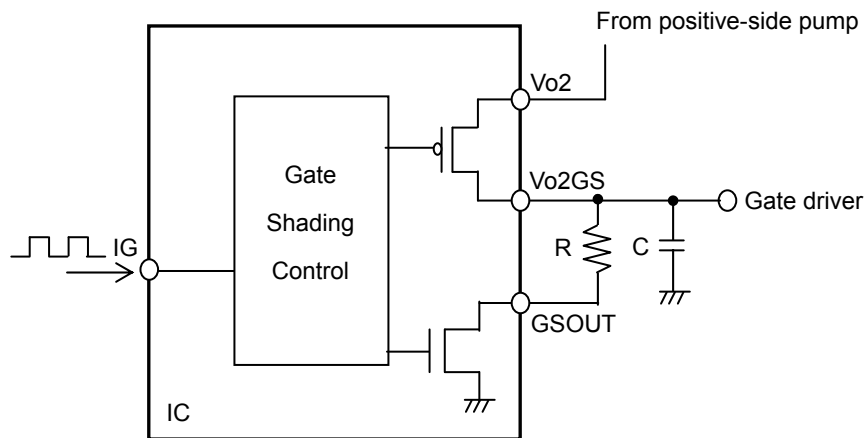 From positive-side pump
Vo2
Gate
Shading
Control
Vo2GS
Gate driver
R
C
IG
GSOUT
IC